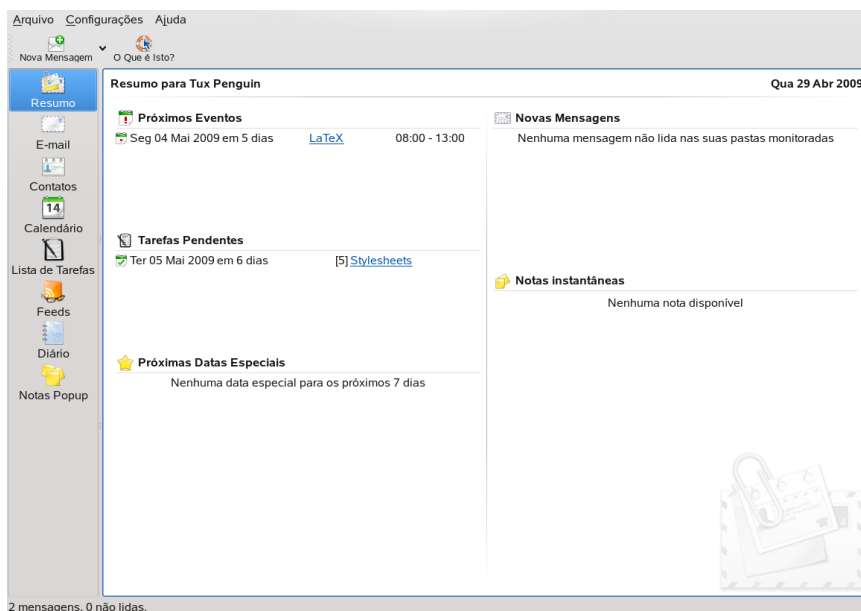 Arquivo Configurações Ajuda
Nova Mensagem O Que é Isto?
Resumo
E-mail
Contatos
14
Calendário
Lista de Tarefas
Feeds
Diário
Notas Popup
Resumo para Tux Penguin Qua 29 Abr 2009
Próximos Eventos
Seg 04 Mai 2009 em 5 dias LaTeX 08:00 - 13:00
Tarefas Pendentes
Ter 05 Mai 2009 em 6 dias [5] Stylesheets
Próximas Datas Especiais
Nenhuma data especial para os próximos 7 dias
Novas Mensagens
Nenhuma mensagem não lida nas suas pastas monitoradas
Notas instantâneas
Nenhuma nota disponível
2 mensagens, 0 não lidas.